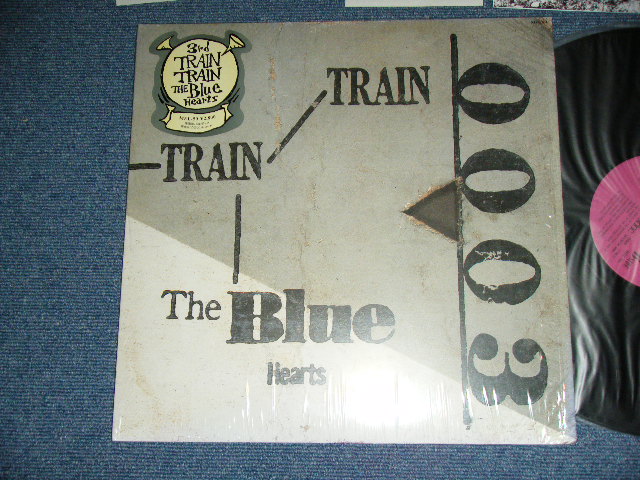 3rd
TRAIN
TRAIN
THE Blue
Hearts
TRAIN
TRAIN
The Blue
Hearts
0003